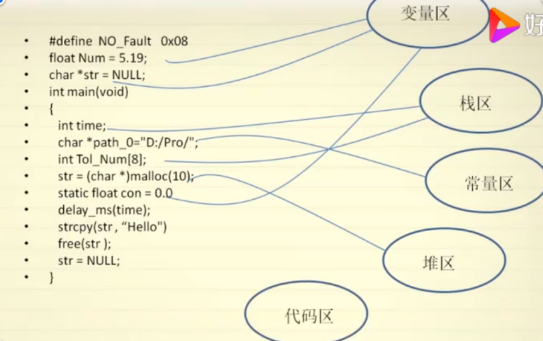 #define NO_Fault 0x08
float Num = 5.19;
char *str = NULL;
int main(void)
{
int time;
char *path_0="D:/Pro/";
int Tol_Num[8];
str = (char *)malloc(10);
static float con = 0.0
delay_ms(time);
strcpy(str , “Hello")
free(str );
str = NULL;
}
变量区
栈区
常量区
堆区
代码区